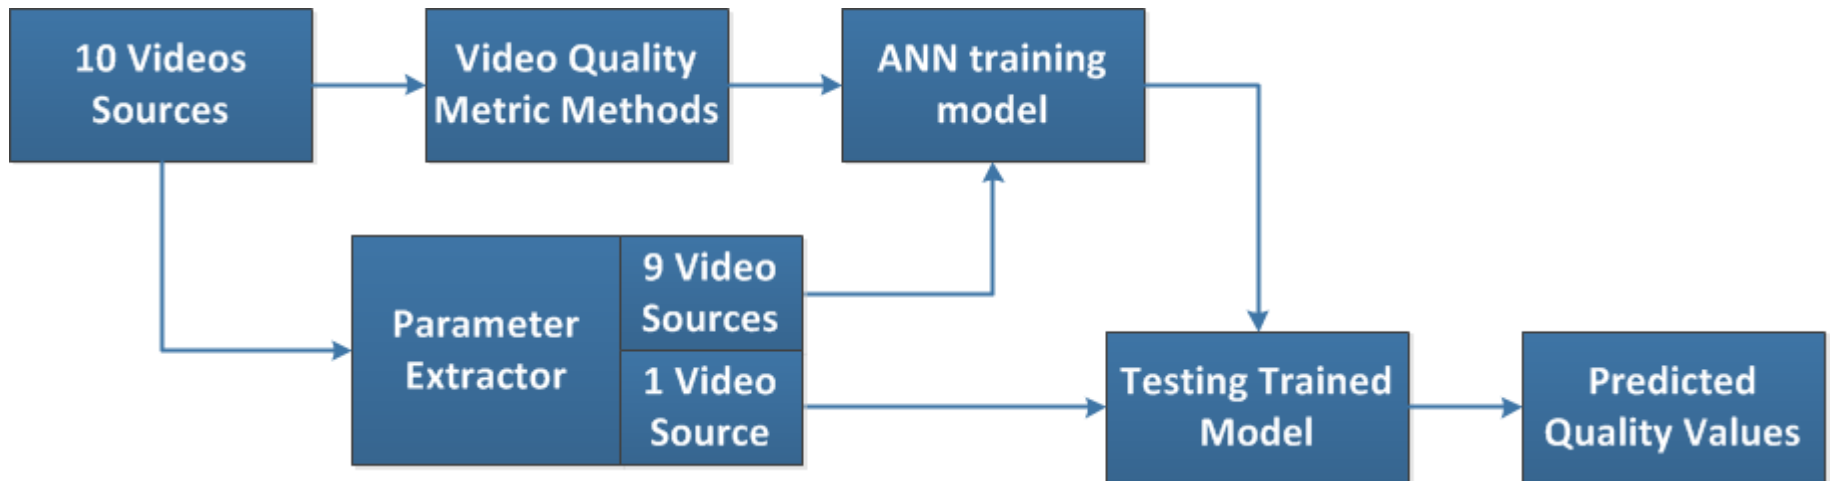 10 Videos
Sources
Video Quality
Metric Methods
ANN training
model
Parameter
Extractor
9 Video
Sources
1 Video
Source
Testing Trained
Model
Predicted
Quality Values